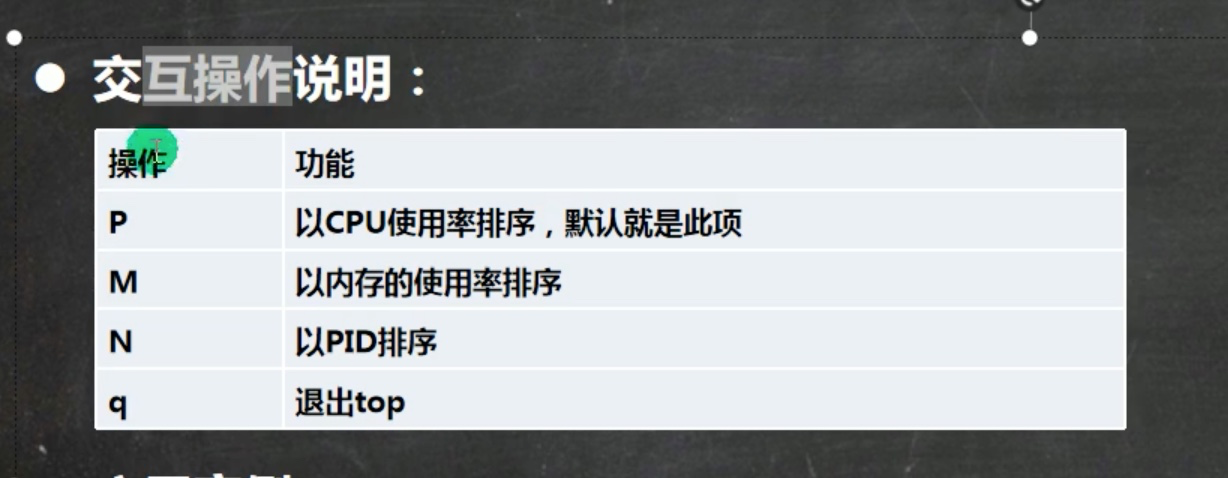 交互操作说明：
操作 功能
P 以CPU使用率排序，默认就是此项
M 以内存的使用率排序
N 以PID排序
q 退出top